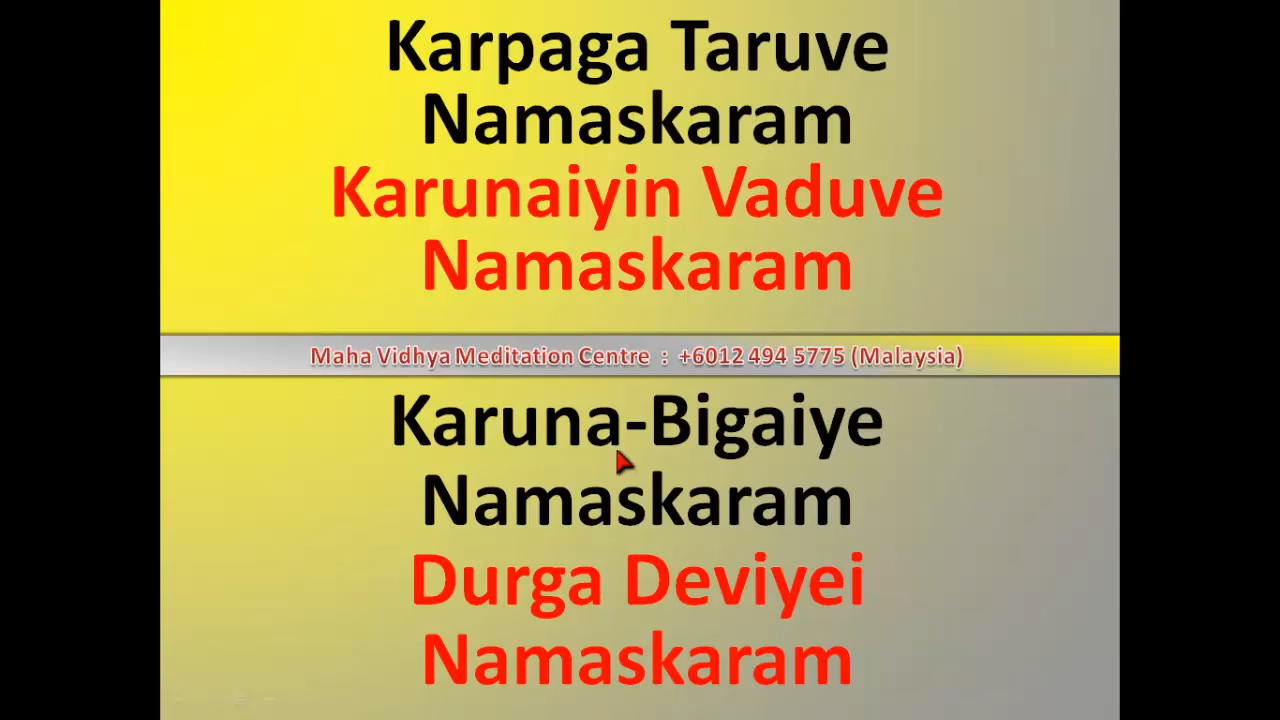 Karpaga Taruve
Namaskaram
Karunaiyin Vaduve
Namaskaram
Maha Vidhya Meditation Centre : +6012 494 5775 (Malaysia)
Karuna-Bigaiye
Namaskaram
Durga Deviyei
Namaskaram